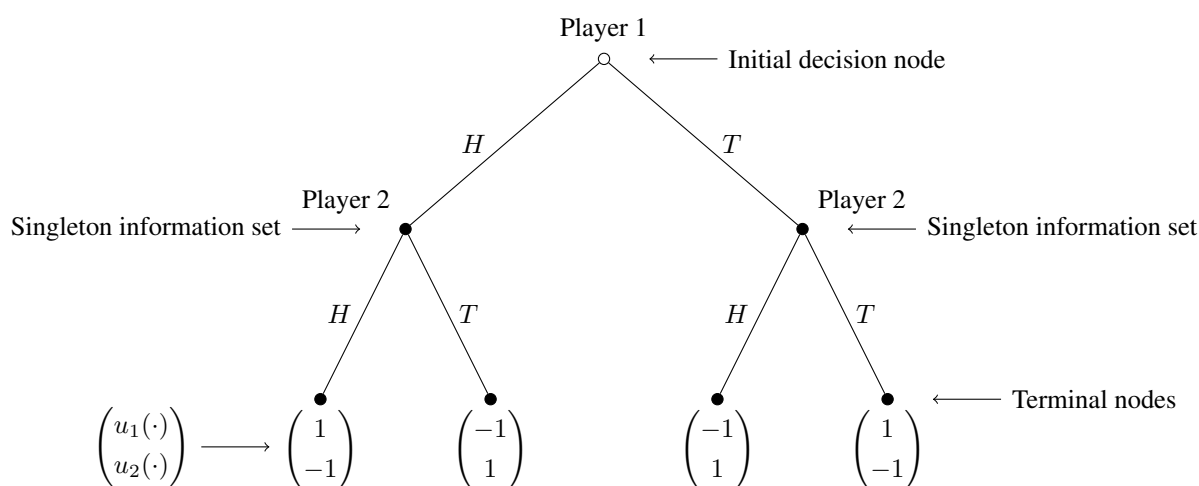 Player 1
Initial decision node
H
T
Player 2
Player 2
Singleton information set
Singleton information set
H
T
H
T
Terminal nodes
u₁(·)
u₂(·)
1
−1
−1
1
−1
1
1
−1